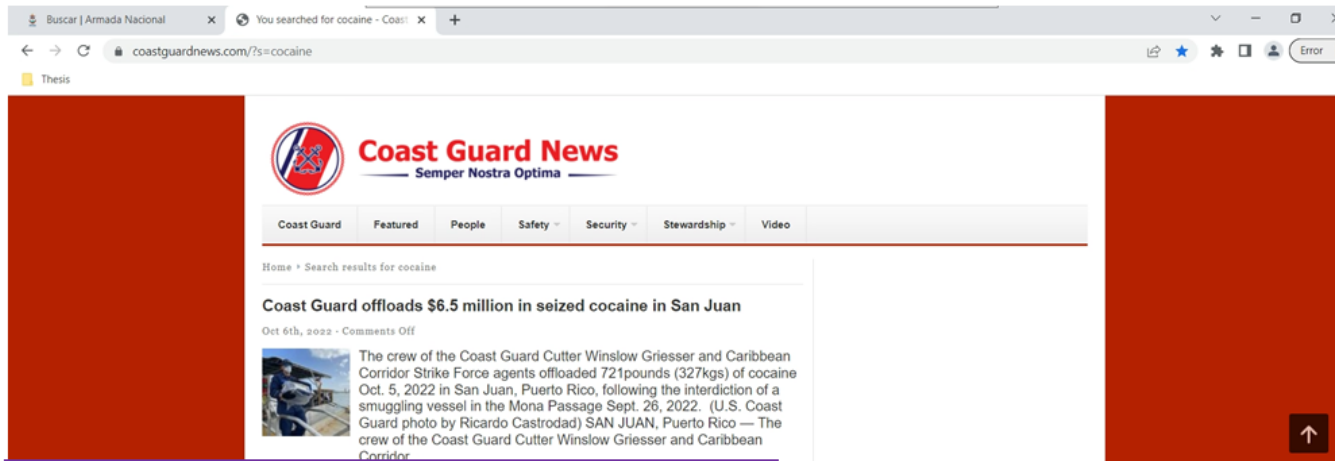 Buscar | Armada Nacional
You searched for cocaine - Coast
coastguardnews.com/?s=cocaine
Error
Thesis
Coast Guard News
Semper Nostra Optima
Coast Guard Featured People Safety Security Stewardship Video
Home › Search results for cocaine
Coast Guard offloads $6.5 million in seized cocaine in San Juan
Oct 6th, 2022 · Comments Off
The crew of the Coast Guard Cutter Winslow Griesser and Caribbean
Corridor Strike Force agents offloaded 721pounds (327kgs) of cocaine
Oct. 5, 2022 in San Juan, Puerto Rico, following the interdiction of a
smuggling vessel in the Mona Passage Sept. 26, 2022. (U.S. Coast
Guard photo by Ricardo Castrodad) SAN JUAN, Puerto Rico — The
crew of the Coast Guard Cutter Winslow Griesser and Caribbean
Corridor